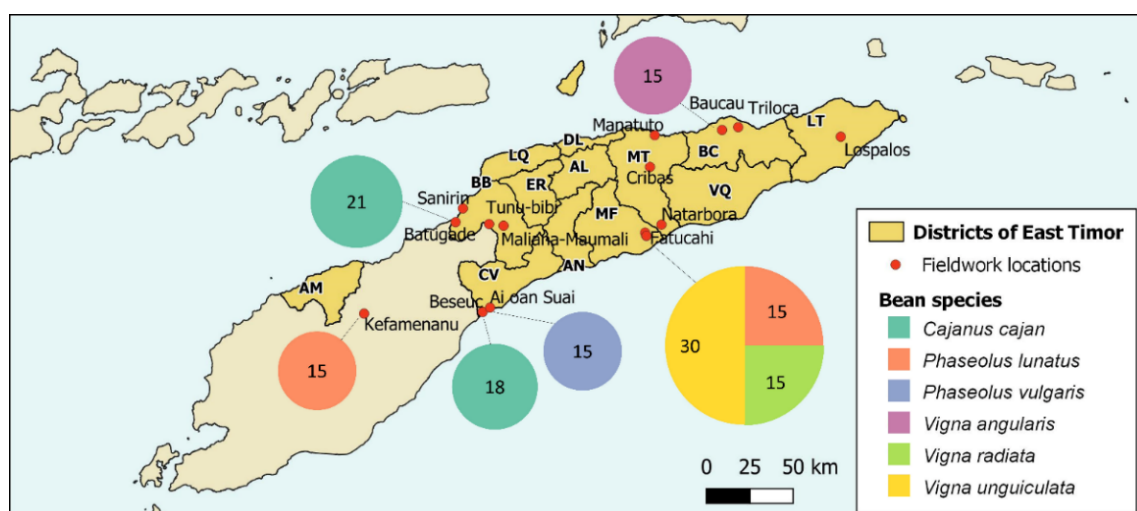 15
Baucau
Triloca
LT
Manatuto
DL
LQ
MT
BC
Lospalos
AL
BB
ER
Cribas
VQ
21
Sanirin
Tunu-bibi
MF
Natarbora
Batugade
Maliana-Maumali
Fatucahi
CV
AN
AM
Beseuc
Ai oan Suai
Kefamenanu
15
18
15
30
15
15
0 25 50 km
Districts of East Timor
Fieldwork locations
Bean species
Cajanus cajan
Phaseolus lunatus
Phaseolus vulgaris
Vigna angularis
Vigna radiata
Vigna unguiculata